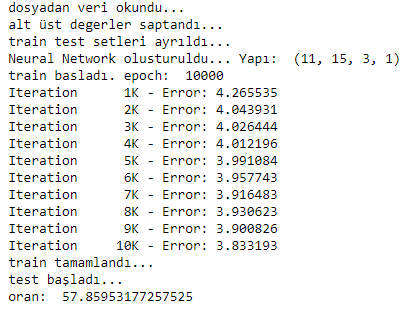 dosyadan veri okundu...
alt üst degerler saptandı...
train test setleri ayrıldı...
Neural Network olusturuldu... Yapı:  (11, 15, 3, 1)
train basladı. epoch:  10000
Iteration     1K - Error: 4.265535
Iteration     2K - Error: 4.043931
Iteration     3K - Error: 4.026444
Iteration     4K - Error: 4.012196
Iteration     5K - Error: 3.991084
Iteration     6K - Error: 3.957743
Iteration     7K - Error: 3.916483
Iteration     8K - Error: 3.930623
Iteration     9K - Error: 3.900826
Iteration    10K - Error: 3.833193
train tamamlandı...
test başladı...
oran:  57.85953177257525